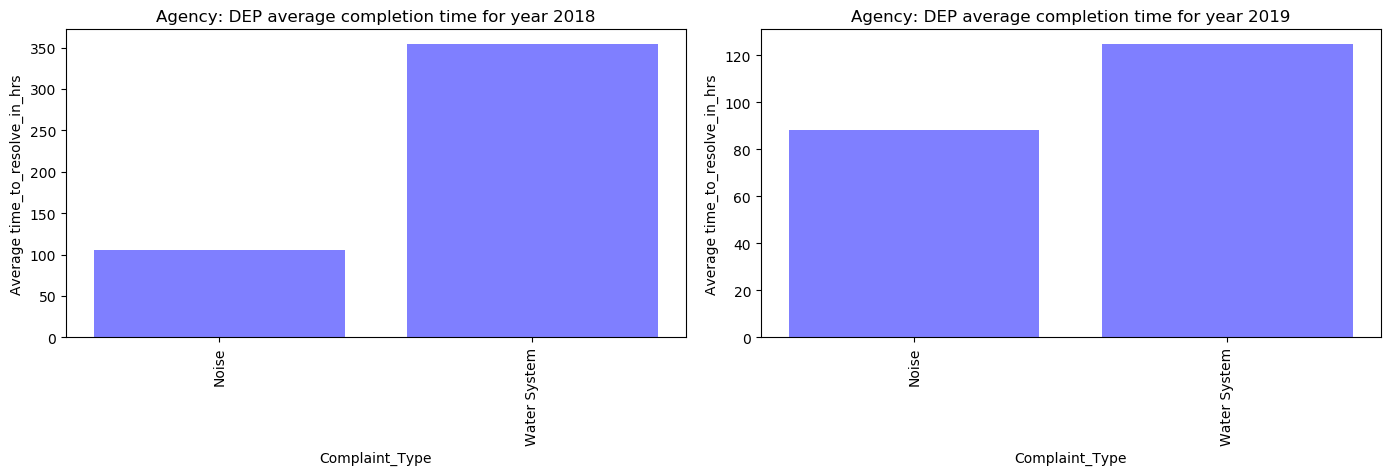 Agency: DEP average completion time for year 2018
Average time_to_resolve_in_hrs
350
300
250
200
150
100
50
0
Noise
Water System
Complaint_Type
Agency: DEP average completion time for year 2019
Average time_to_resolve_in_hrs
120
100
80
60
40
20
0
Noise
Water System
Complaint_Type